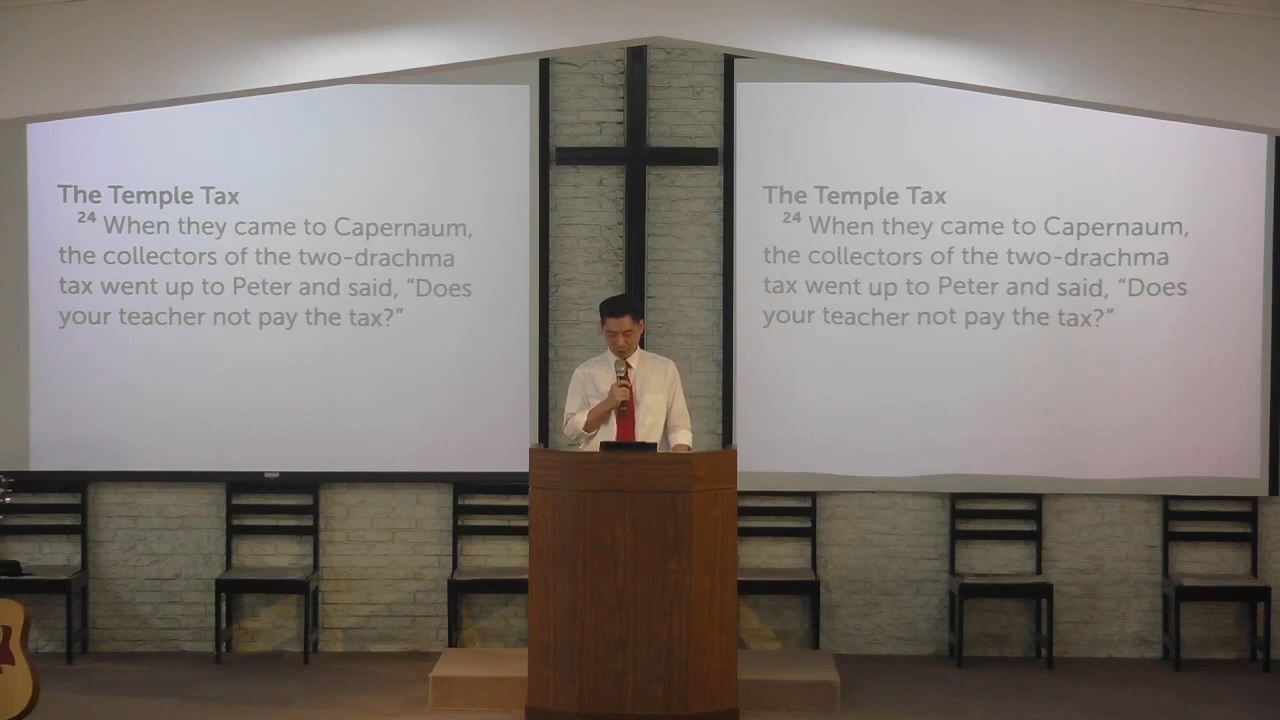 The Temple Tax
24 When they came to Capernaum,
the collectors of the two-drachma
tax went up to Peter and said, “Does
your teacher not pay the tax?”
The Temple Tax
24 When they came to Capernaum,
the collectors of the two-drachma
tax went up to Peter and said, “Does
your teacher not pay the tax?”